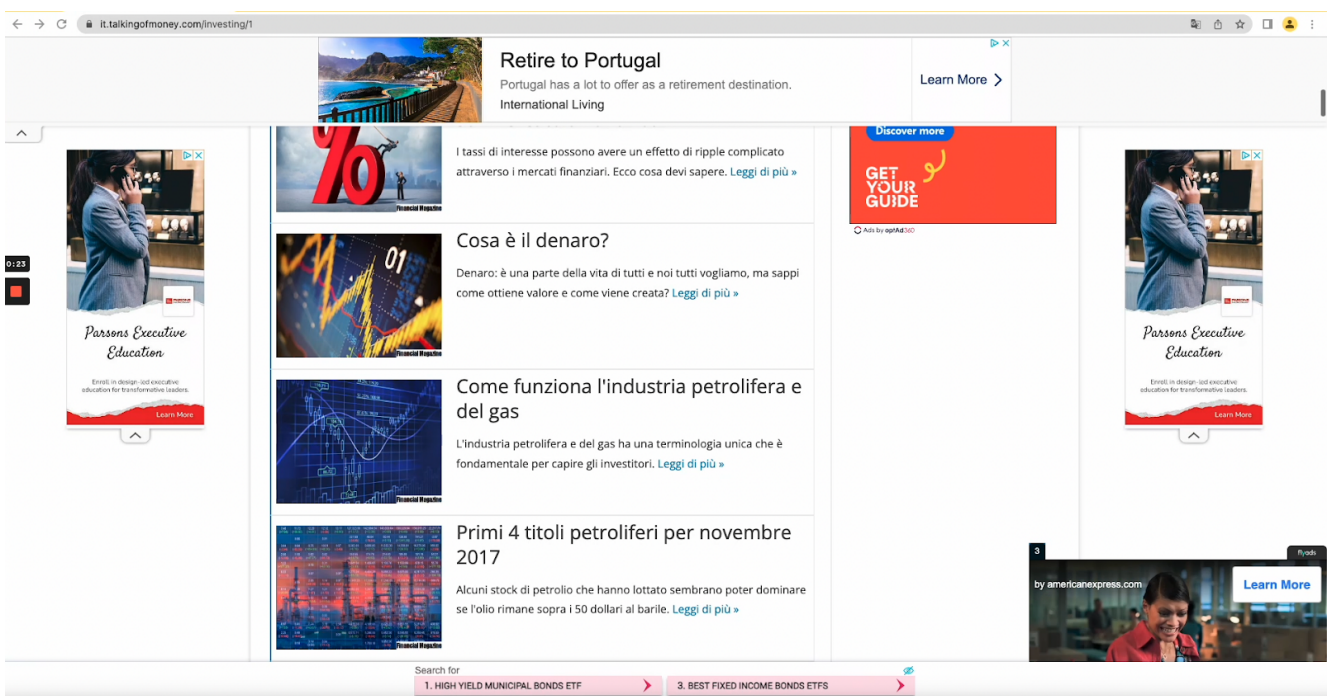 it.talkingofmoney.com/investing/1
Retire to Portugal
Portugal has a lot to offer as a retirement destination.
International Living
Learn More
%
I tassi di interesse possono avere un effetto di ripple complicato
attraverso i mercati finanziari. Ecco cosa devi sapere. Leggi di più »
Financial Magazine
Discover more
GET
YOUR
GUIDE
Ads by optAd360
0:23
Parsons Executive
Education
Enroll in design-led executive
education for transformative leaders.
Learn More
01
Financial Magazine
Cosa è il denaro?
Denaro: è una parte della vita di tutti e noi tutti vogliamo, ma sappi
come ottiene valore e come viene creata? Leggi di più »
Parsons Executive
Education
Enroll in design-led executive
education for transformative leaders.
Learn More
Financial Magazine
Come funziona l'industria petrolifera e
del gas
L'industria petrolifera e del gas ha una terminologia unica che è
fondamentale per capire gli investitori. Leggi di più »
Financial Magazine
Primi 4 titoli petroliferi per novembre
2017
Alcuni stock di petrolio che hanno lottato sembrano poter dominare
se l'olio rimane sopra i 50 dollari al barile. Leggi di più »
3
flyads
by americanexpress.com
Learn More
Search for
1. HIGH YIELD MUNICIPAL BONDS ETF
3. BEST FIXED INCOME BONDS ETFS